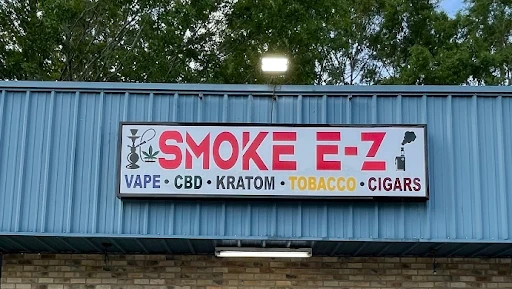 SMOKE E-Z
VAPE • CBD • KRATOM • TOBACCO • CIGARS